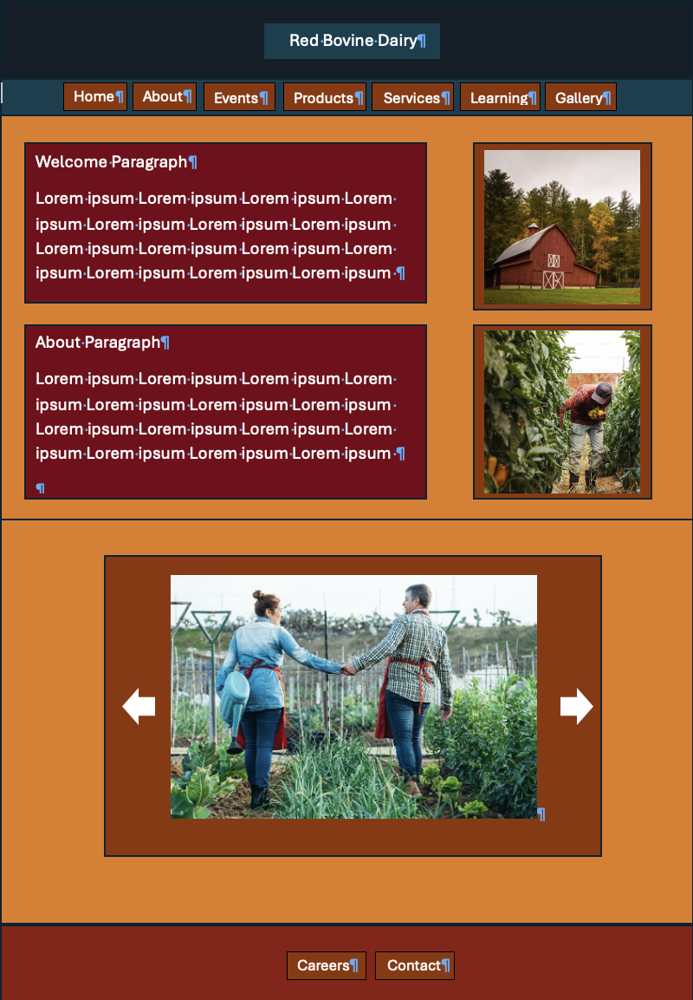 Red Bovine Dairy¶
Home¶ About¶ Events¶ Products¶ Services¶ Learning¶ Gallery¶
Welcome·Paragraph¶
Lorem·ipsum·Lorem·ipsum·Lorem·ipsum·Lorem·
ipsum·Lorem·ipsum·Lorem·ipsum·Lorem·ipsum·
Lorem·ipsum·Lorem·ipsum·Lorem·ipsum·Lorem·
ipsum·Lorem·ipsum·Lorem·ipsum·Lorem·ipsum·¶
About·Paragraph¶
Lorem·ipsum·Lorem·ipsum·Lorem·ipsum·Lorem·
ipsum·Lorem·ipsum·Lorem·ipsum·Lorem·ipsum·
Lorem·ipsum·Lorem·ipsum·Lorem·ipsum·Lorem·
ipsum·Lorem·ipsum·Lorem·ipsum·Lorem·ipsum·¶
¶
¶
Careers¶ Contact¶